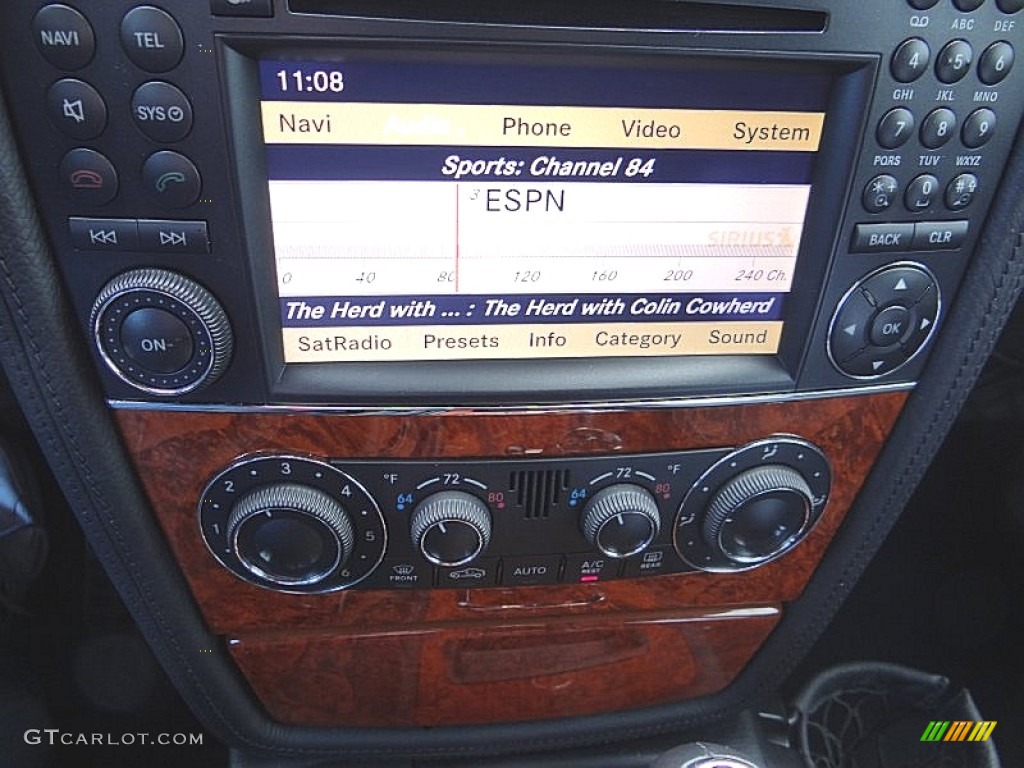 NAVI TEL
SYS
11:08
Navi Audio Phone Video System
Sports: Channel 84
3 ESPN
SIRIUS
0 40 80 120 160 200 240 Ch.
The Herd with ... : The Herd with Colin Cowherd
SatRadio Presets Info Category Sound
ABC DEF
4 5 6
GHI JKL MNO
7 8 9
PQRS TUV WXYZ
* + 0 #
BACK CLR
ON
OK
1 2 3 4 5 6
°F 64 72 80
64 72 80 °F
FRONT AUTO A/C REST REAR
GTCARLOT.COM